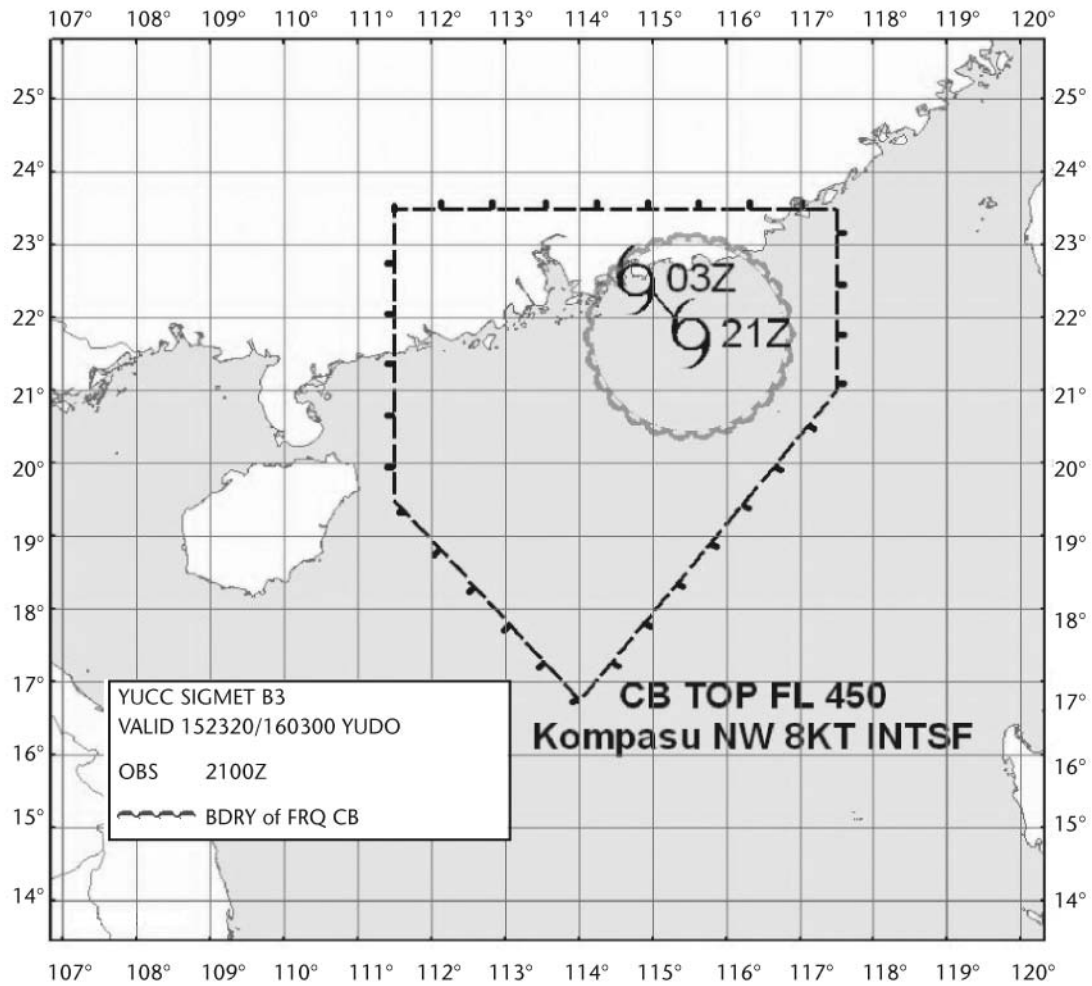 107° 108° 109° 110° 111° 112° 113° 114° 115° 116° 117° 118° 119° 120°
25° 25°
24° 24°
23° 23°
03Z
22° 22°
21Z
21° 21°
20° 20°
19° 19°
18° 18°
17° 17°
CB TOP FL 450
Kompasu NW 8KT INTSF
YUCC SIGMET B3
VALID 152320/160300 YUDO
OBS 2100Z
BDRY of FRQ CB
16° 16°
15° 15°
14° 14°
107° 108° 109° 110° 111° 112° 113° 114° 115° 116° 117° 118° 119° 120°